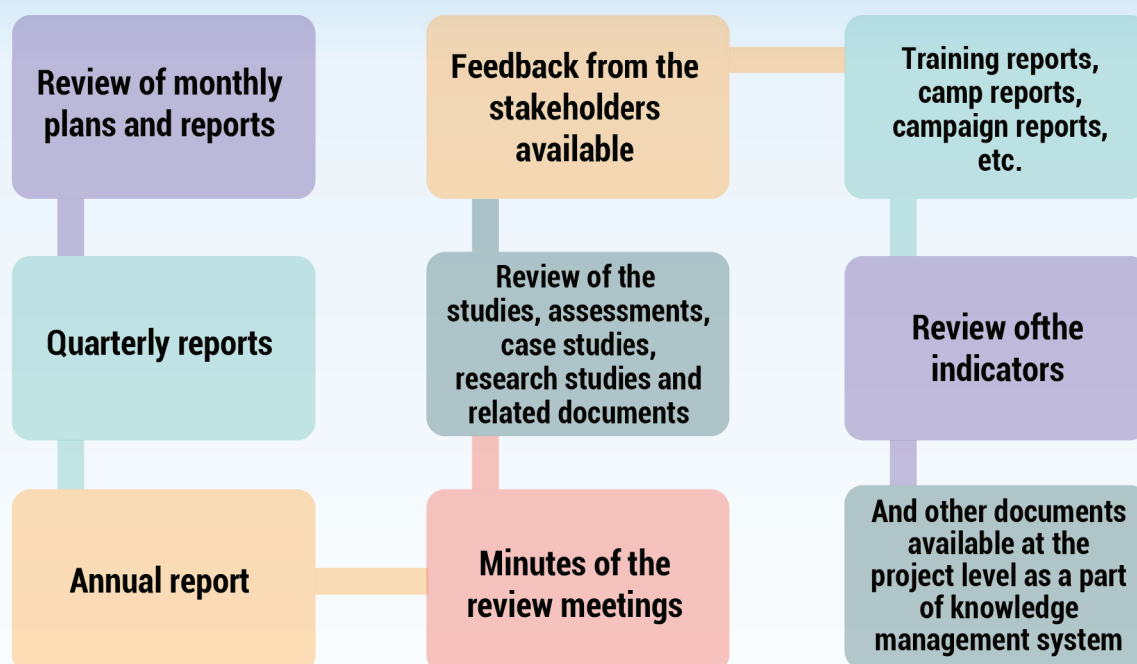 Review of monthly
plans and reports
Quarterly reports
Annual report
Minutes of the
review meetings
Review of the
studies, assessments,
case studies,
research studies and
related documents
Feedback from the
stakeholders
available
Training reports,
camp reports,
campaign reports,
etc.
Review ofthe
indicators
And other documents
available at the
project level as a part
of knowledge
management system